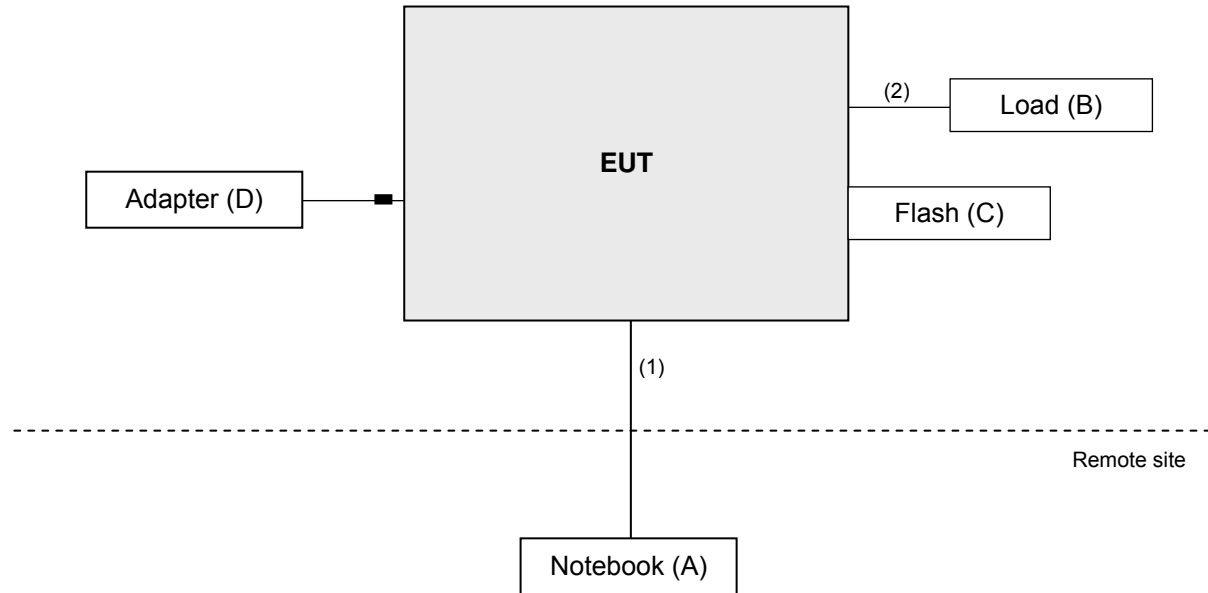 (2)
Load (B)
EUT
Adapter (D)
Flash (C)
(1)
Remote site
Notebook (A)